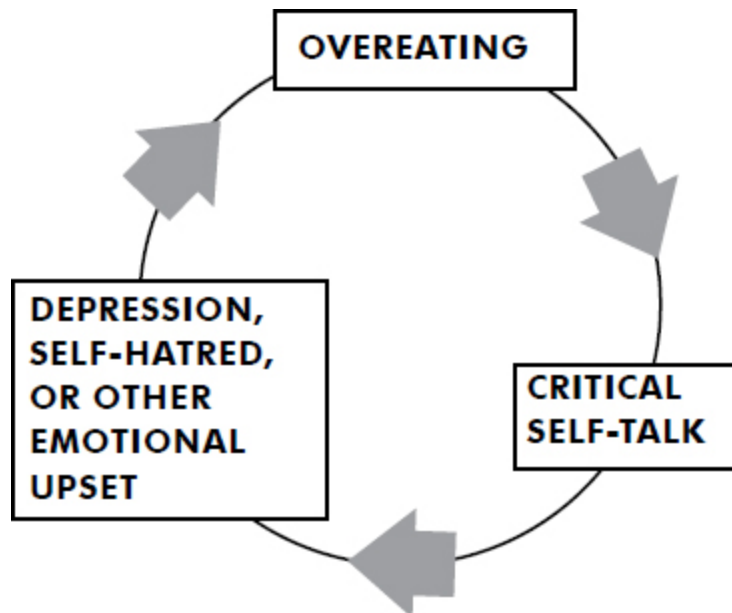 OVEREATING
DEPRESSION,
SELF-HATRED,
OR OTHER
EMOTIONAL
UPSET
CRITICAL
SELF-TALK